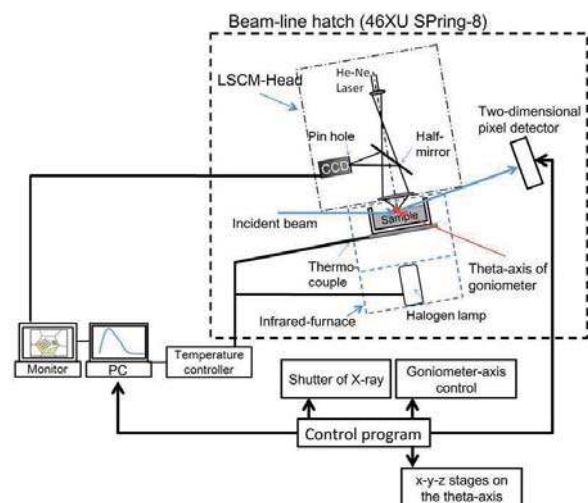 Beam-line hatch (46XU SPring-8)
He-Ne
Laser
LSCM-Head
Two-dimensional
pixel detector
Pin hole
Half-
mirror
CCD
Incident beam
Sample
Thermo-
couple
Theta-axis of
goniometer
Infrared-furnace
Halogen lamp
Monitor
PC
Temperature
controller
Shutter of
X-ray
Goniometer-axis
control
Control program
x-y-z stages on
the theta-axis